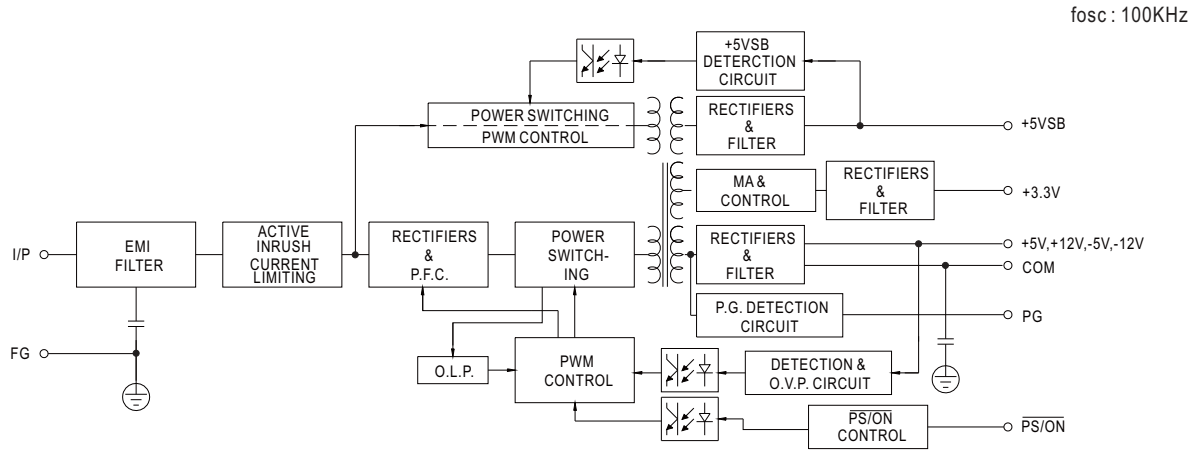 fosc : 100KHz
+5VSB
DETERCTION
CIRCUIT
POWER SWITCHING
PWM CONTROL
RECTIFIERS
&
FILTER
+5VSB
MA &
CONTROL
RECTIFIERS
&
FILTER
+3.3V
I/P
EMI
FILTER
ACTIVE
INRUSH
CURRENT
LIMITING
RECTIFIERS
&
P.F.C.
POWER
SWITCH-
ING
RECTIFIERS
&
FILTER
+5V,+12V,-5V,-12V
COM
P.G. DETECTION
CIRCUIT
PG
FG
O.L.P.
PWM
CONTROL
DETECTION &
O.V.P. CIRCUIT
PS/ON
CONTROL
PS/ON